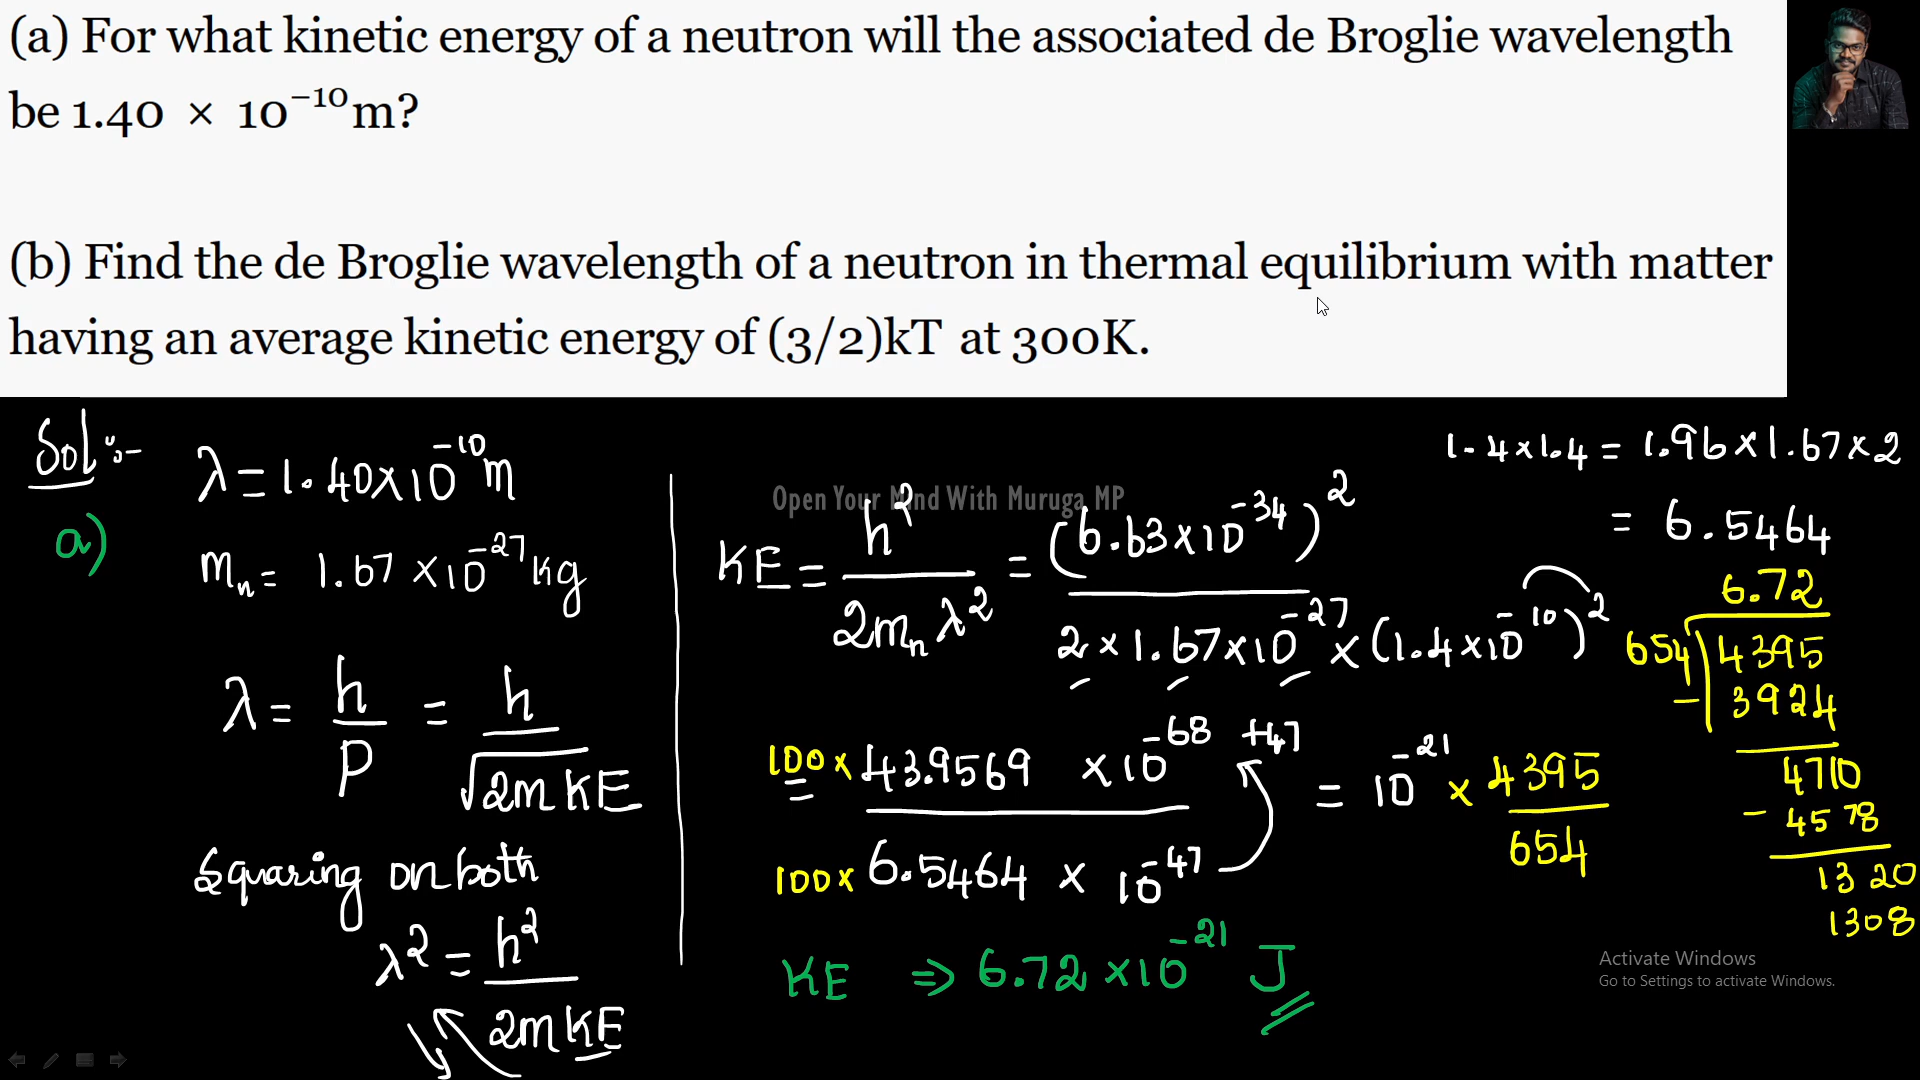 (a) For what kinetic energy of a neutron will the associated de Broglie wavelength
be 1.40 × 10⁻¹⁰m?
(b) Find the de Broglie wavelength of a neutron in thermal equilibrium with matter
having an average kinetic energy of (3/2)kT at 300K.
Sol:-
a)
λ = 1.40×10⁻¹⁰m
mₙ = 1.67 ×10⁻²⁷ kg
λ = h/P = h/√2m KE
Squaring on both
λ² = h²/2m KE
Open Your Mind With Muruga MP
KE = h²/2mₙλ² = (6.63×10⁻³⁴)²/2×1.67×10⁻²⁷×(1.4×10⁻¹⁰)²
100 × 43.9569 ×10⁻⁶⁸ ⁺⁴⁷/100× 6.5464 × 10⁻⁴⁷ = 10⁻²¹ × 4395/654
KE ⇒ 6.72 ×10⁻²¹ J
1.4×1.4 = 1.96×1.67×2
= 6.5464
6.72
654 4395
- 3924
4710
- 4578
1320
1308
Activate Windows
Go to Settings to activate Windows.